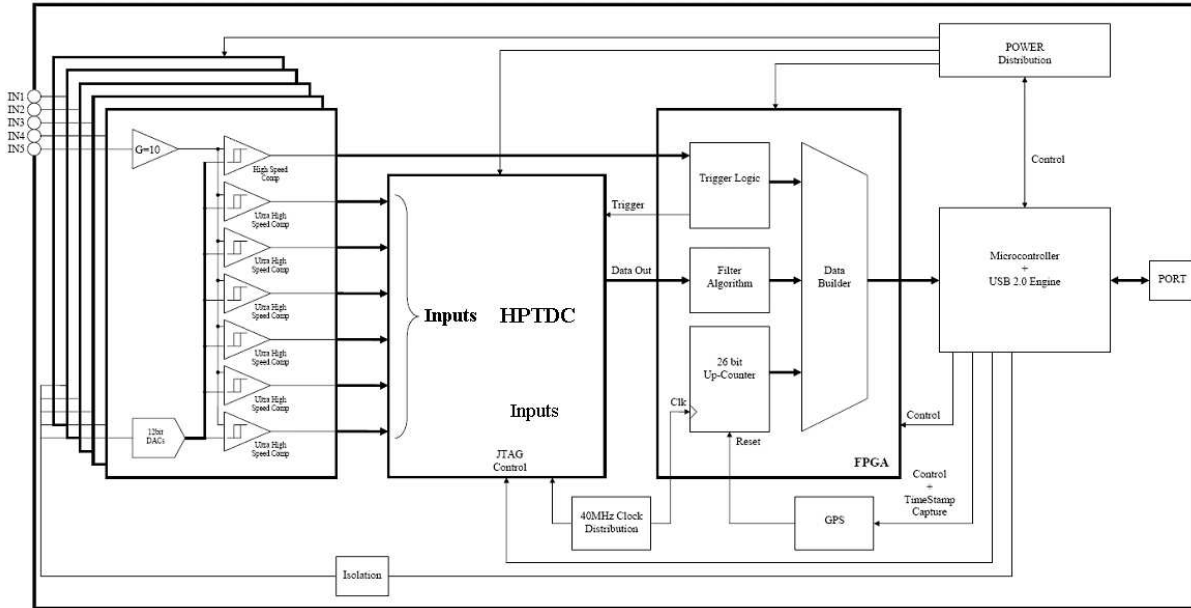 POWER
Distribution
IN1
IN2
IN3
IN4
IN5
G=10
High Speed
Comp
Ultra High
Speed Comp
Ultra High
Speed Comp
Ultra High
Speed Comp
Ultra High
Speed Comp
Ultra High
Speed Comp
Ultra High
Speed Comp
12bit
DACs
Inputs
HPTDC
Inputs
JTAG
Control
Trigger
Data Out
Trigger Logic
Filter
Algorithm
26 bit
Up-Counter
Clk
Reset
Data
Builder
FPGA
Control
Microcontroller
+
USB 2.0 Engine
PORT
Control
Control
+
TimeStamp
Capture
40MHz Clock
Distribution
GPS
Isolation